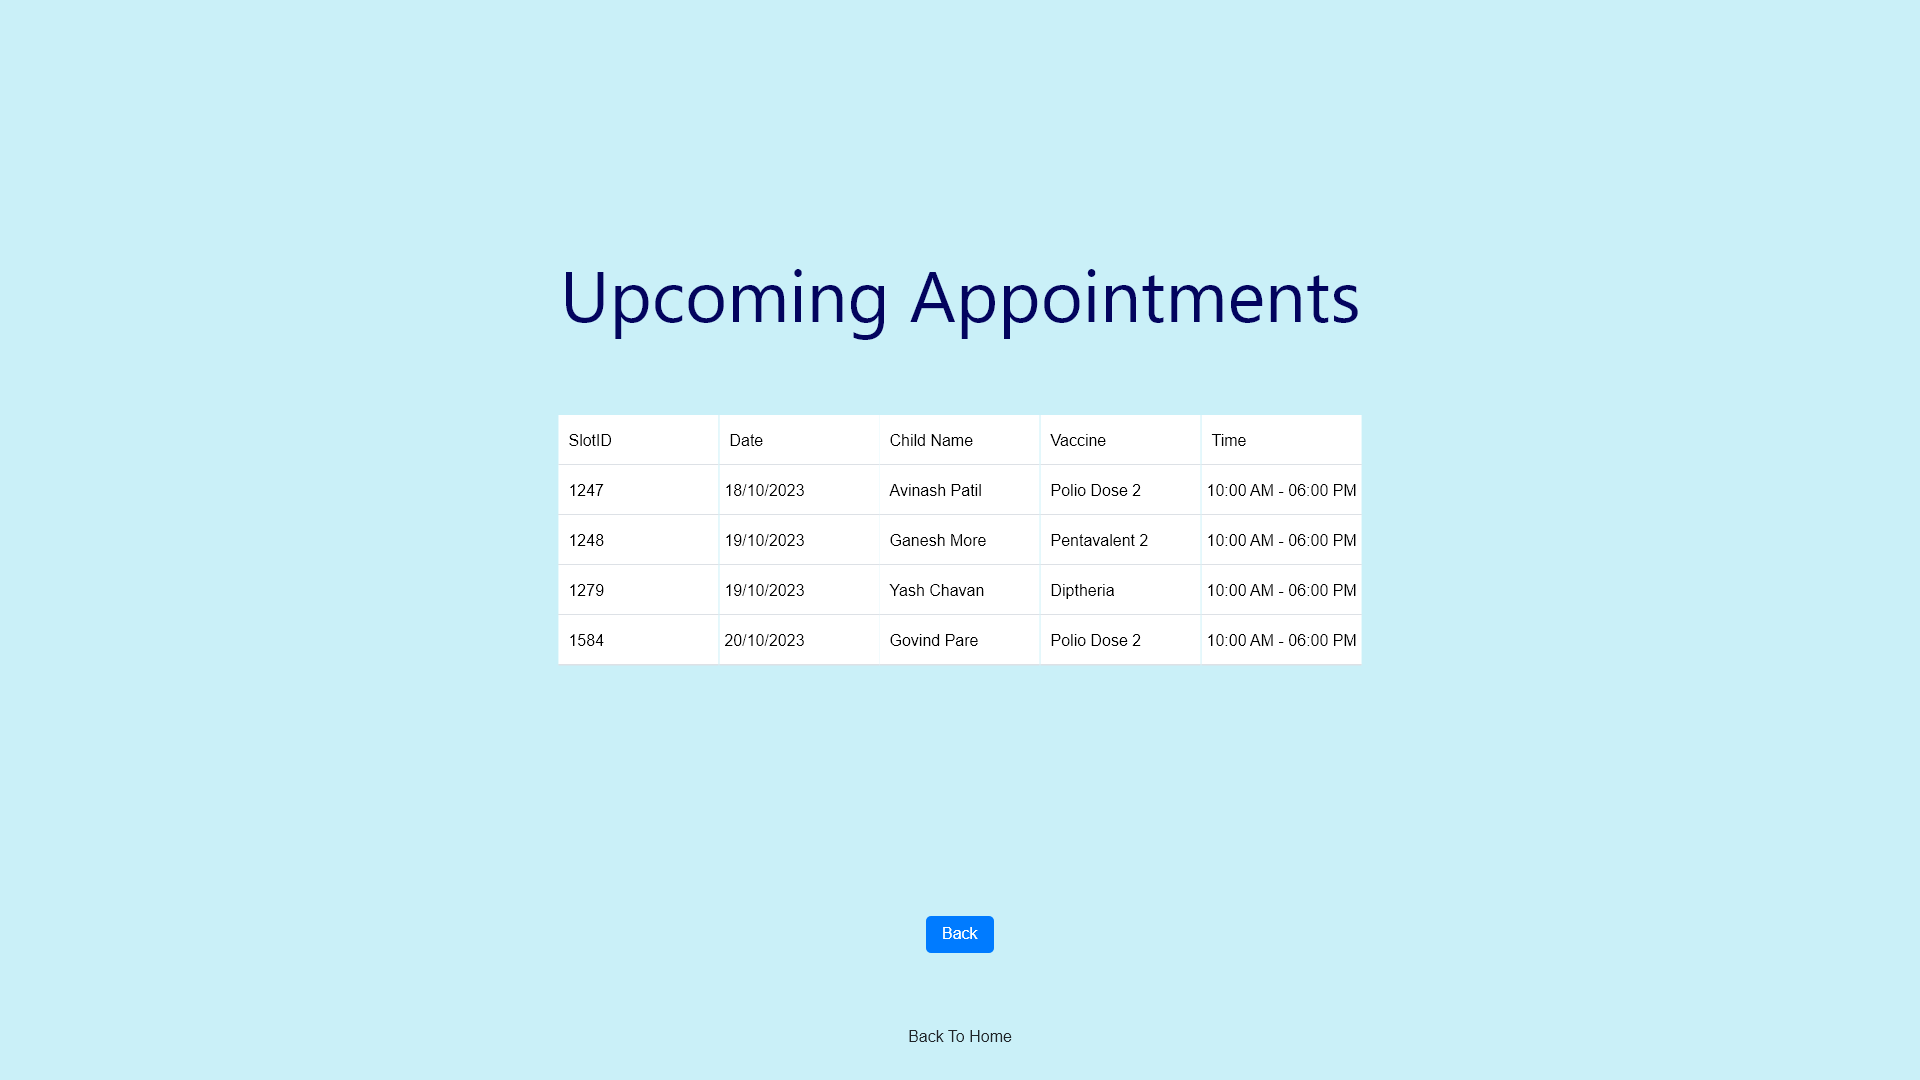 Upcoming Appointments
SlotID Date Child Name Vaccine Time
1247 18/10/2023 Avinash Patil Polio Dose 2 10:00 AM - 06:00 PM
1248 19/10/2023 Ganesh More Pentavalent 2 10:00 AM - 06:00 PM
1279 19/10/2023 Yash Chavan Diptheria 10:00 AM - 06:00 PM
1584 20/10/2023 Govind Pare Polio Dose 2 10:00 AM - 06:00 PM
Back
Back To Home